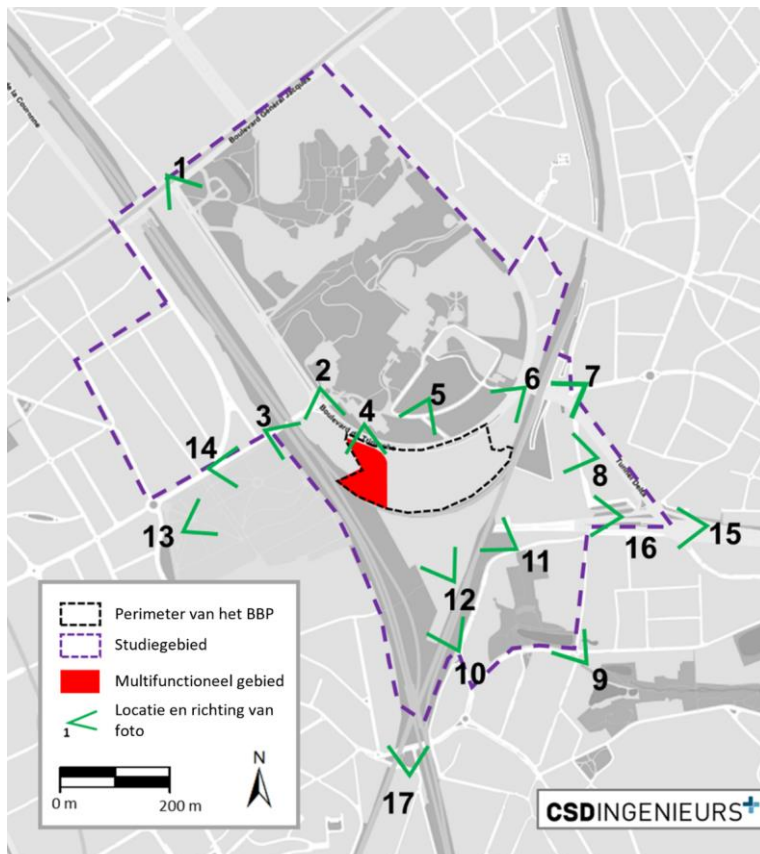 de la Couronne
Boulevard Général Jacques
1
2
3
4
5
6
7
8
9
10
11
12
13
14
15
16
17
Boulevard du
Tunnel Delta
Perimeter van het BBP
Studiegebied
Multifunctioneel gebied
1
Locatie en richting van
foto
0 m
200 m
N
CSDINGENIEURS+